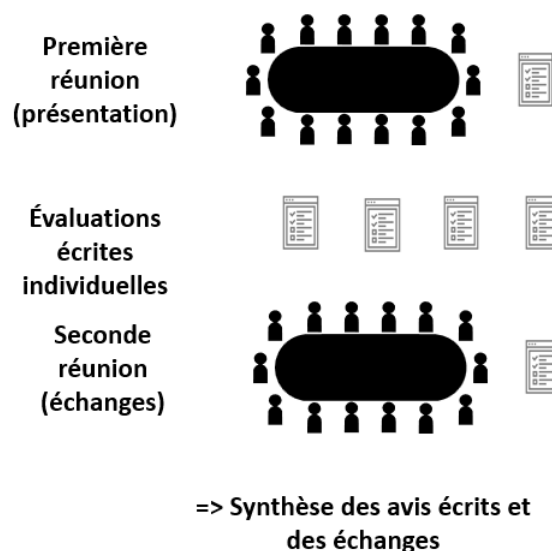 Première
réunion
(présentation)
Évaluations
écrites
individuelles
Seconde
réunion
(échanges)
=> Synthèse des avis écrits et
des échanges